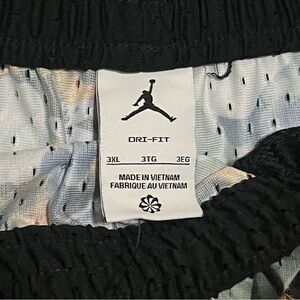 DRI-FIT
3XL 3TG 3EG
MADE IN VIETNAM
FABRIQUE AU VIETNAM